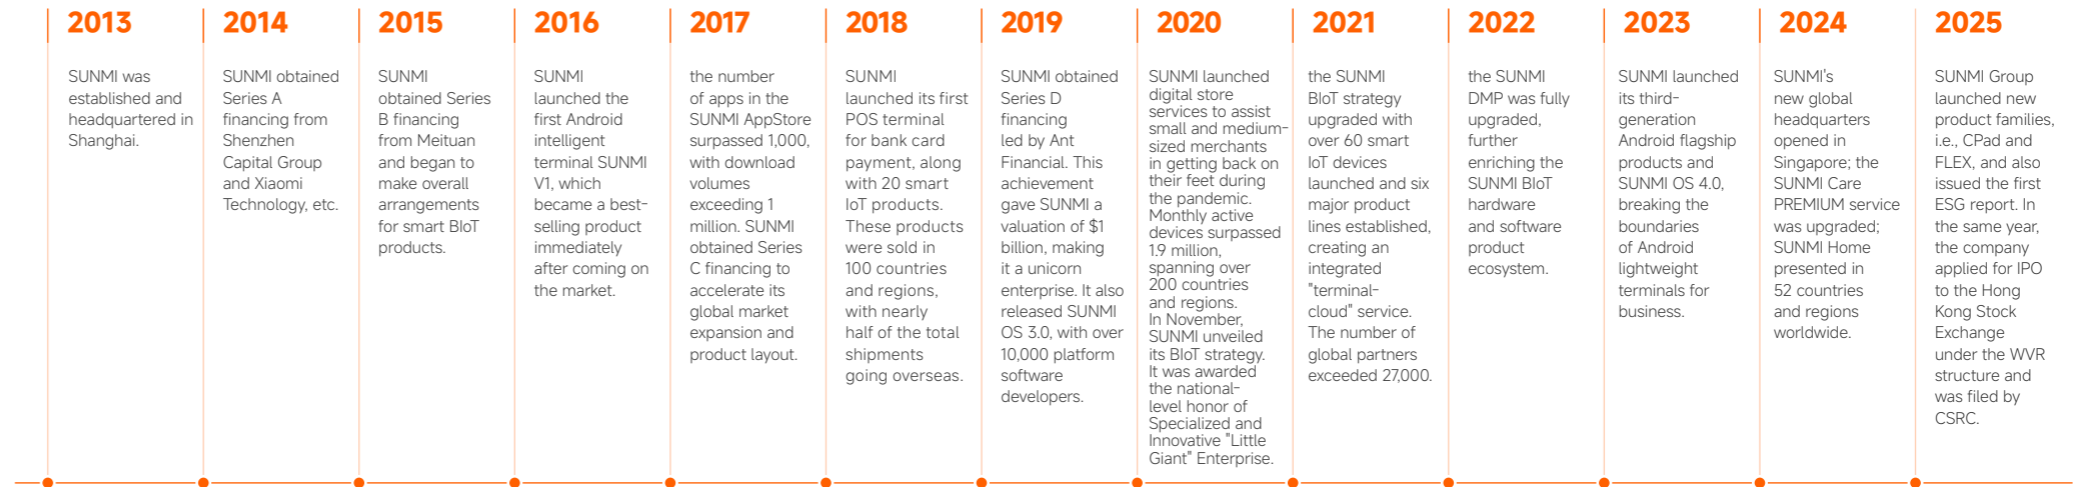 2013
SUNMI was
established and
headquartered in
Shanghai.
2014
SUNMI obtained
Series A
financing from
Shenzhen
Capital Group
and Xiaomi
Technology, etc.
2015
SUNMI
obtained Series
B financing
from Meituan
and began to
make overall
arrangements
for smart BIoT
products.
2016
SUNMI
launched the
first Android
intelligent
terminal SUNMI
V1, which
became a best-
selling product
immediately
after coming on
the market.
2017
the number
of apps in the
SUNMI AppStore
surpassed 1,000,
with download
volumes
exceeding 1
million. SUNMI
obtained Series
C financing to
accelerate its
global market
expansion and
product layout.
2018
SUNMI
launched its first
POS terminal
for bank card
payment, along
with 20 smart
IoT products.
These products
were sold in
100 countries
and regions,
with nearly
half of the total
shipments
going overseas.
2019
SUNMI obtained
Series D
financing
led by Ant
Financial. This
achievement
gave SUNMI a
valuation of $1
billion, making
it a unicorn
enterprise. It also
released SUNMI
OS 3.0, with over
10,000 platform
software
developers.
2020
SUNMI launched
digital store
services to assist
small and medium-
sized merchants
in getting back on
their feet during
the pandemic.
Monthly active
devices surpassed
1.9 million,
spanning over
200 countries
and regions.
In November,
SUNMI unveiled
its BIoT strategy.
It was awarded
the national-
level honor of
Specialized and
Innovative "Little
Giant" Enterprise.
2021
the SUNMI
BIoT strategy
upgraded with
over 60 smart
IoT devices
launched and six
major product
lines established,
creating an
integrated
"terminal-
cloud" service.
The number of
global partners
exceeded 27,000.
2022
the SUNMI
DMP was fully
upgraded,
further
enriching the
SUNMI BIoT
hardware
and software
product
ecosystem.
2023
SUNMI launched
its third-
generation
Android flagship
products and
SUNMI OS 4.0,
breaking the
boundaries
of Android
lightweight
terminals for
business.
2024
SUNMI's
new global
headquarters
opened in
Singapore; the
SUNMI Care
PREMIUM service
was upgraded;
SUNMI Home
presented in
52 countries
and regions
worldwide.
2025
SUNMI Group
launched new
product families,
i.e., CPad and
FLEX, and also
issued the first
ESG report. In
the same year,
the company
applied for IPO
to the Hong
Kong Stock
Exchange
under the WVR
structure and
was filed by
CSRC.